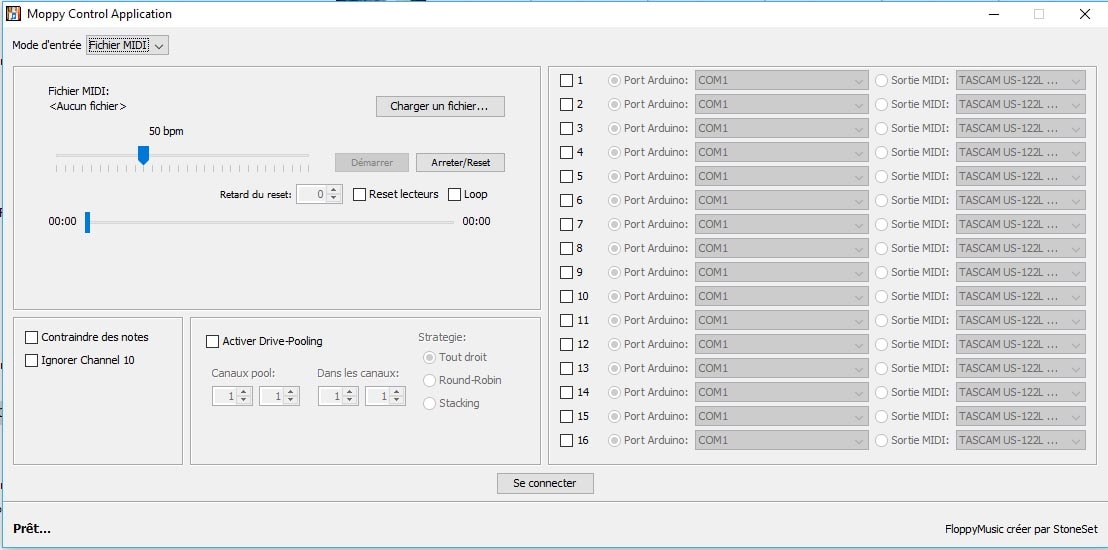 Moppy Control Application
Mode d'entrée Fichier MIDI
Fichier MIDI:
<Aucun fichier>
Charger un fichier...
50 bpm
Démarrer Arreter/Reset
Retard du reset: 0 Reset lecteurs Loop
00:00 00:00
Contraindre des notes
Ignorer Channel 10
Activer Drive-Pooling
Canaux pool: Dans les canaux:
1 1 1 1
Strategie:
Tout droit
Round-Robin
Stacking
1 Port Arduino: COM1 Sortie MIDI: TASCAM US-122L ...
2 Port Arduino: COM1 Sortie MIDI: TASCAM US-122L ...
3 Port Arduino: COM1 Sortie MIDI: TASCAM US-122L ...
4 Port Arduino: COM1 Sortie MIDI: TASCAM US-122L ...
5 Port Arduino: COM1 Sortie MIDI: TASCAM US-122L ...
6 Port Arduino: COM1 Sortie MIDI: TASCAM US-122L ...
7 Port Arduino: COM1 Sortie MIDI: TASCAM US-122L ...
8 Port Arduino: COM1 Sortie MIDI: TASCAM US-122L ...
9 Port Arduino: COM1 Sortie MIDI: TASCAM US-122L ...
10 Port Arduino: COM1 Sortie MIDI: TASCAM US-122L ...
11 Port Arduino: COM1 Sortie MIDI: TASCAM US-122L ...
12 Port Arduino: COM1 Sortie MIDI: TASCAM US-122L ...
13 Port Arduino: COM1 Sortie MIDI: TASCAM US-122L ...
14 Port Arduino: COM1 Sortie MIDI: TASCAM US-122L ...
15 Port Arduino: COM1 Sortie MIDI: TASCAM US-122L ...
16 Port Arduino: COM1 Sortie MIDI: TASCAM US-122L ...
Se connecter
Prêt...
FloppyMusic créer par StoneSet